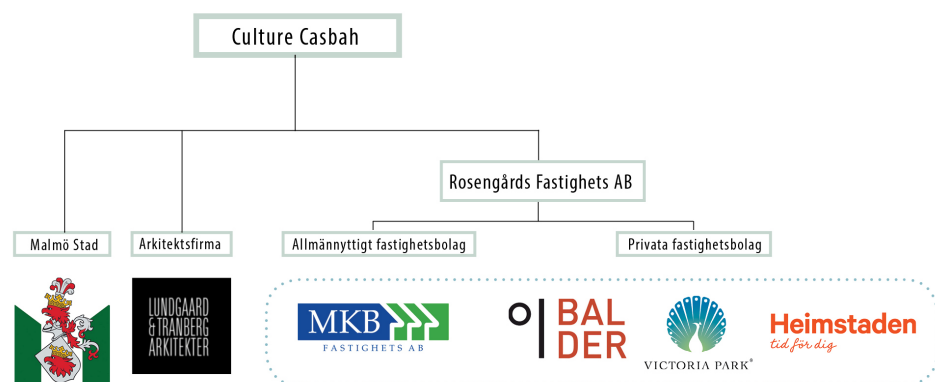 Culture Casbah
Rosengårds Fastighets AB
Malmö Stad
Arkitektsfirma
Allmännyttigt fastighetsbolag
Privata fastighetsbolag
LUNDGAARD
&TRANBERG
ARKITEKTER
MKB
FASTIGHETS AB
BAL
DER
VICTORIA PARK®
Heimstaden
tid för dig